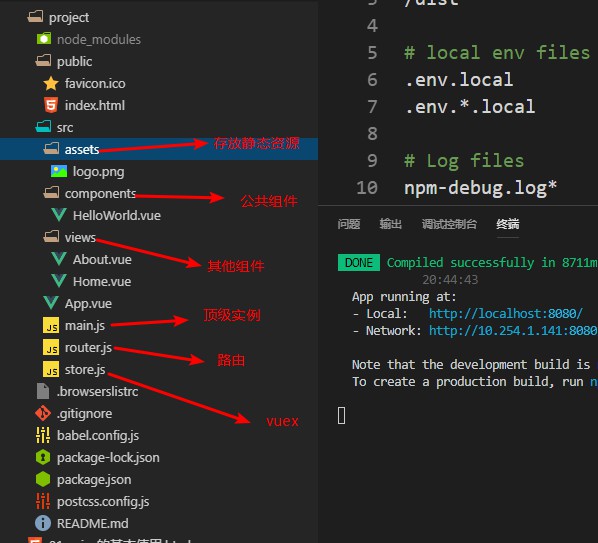 project
node_modules
public
favicon.ico
index.html
src
assets
存放静态资源
logo.png
components
公共组件
HelloWorld.vue
views
其他组件
About.vue
Home.vue
App.vue
main.js
顶级实例
router.js
路由
store.js
vuex
.browserslistrc
.gitignore
babel.config.js
package-lock.json
package.json
postcss.config.js
README.md
/dist
5
6 # local env files
.env.local
7 .env.*.local
8
9 # Log files
10 npm-debug.log*
问题 输出 调试控制台 终端
DONE Compiled successfully in 8711m
20:44:43
App running at:
- Local: http://localhost:8080/
- Network: http://10.254.1.141:8080
Note that the development build is
To create a production build, run n